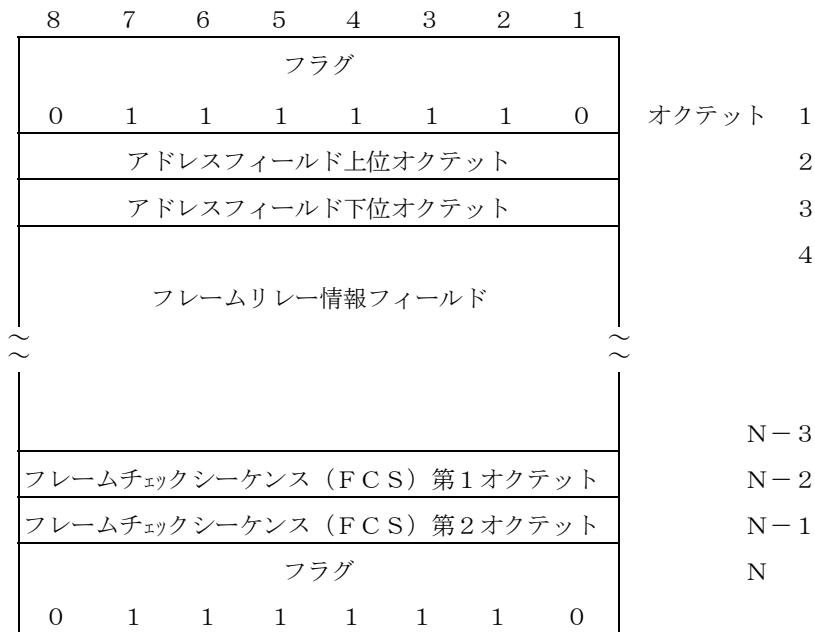 8 7 6 5 4 3 2 1
フラグ
0 1 1 1 1 1 1 0 オクテット 1
アドレスフィールド上位オクテット 2
アドレスフィールド下位オクテット 3
4
フレームリレー情報フィールド
~ ~
~ ~
N-3
フレームチェックシーケンス（FCS）第1オクテット N-2
フレームチェックシーケンス（FCS）第2オクテット N-1
フラグ N
0 1 1 1 1 1 1 0